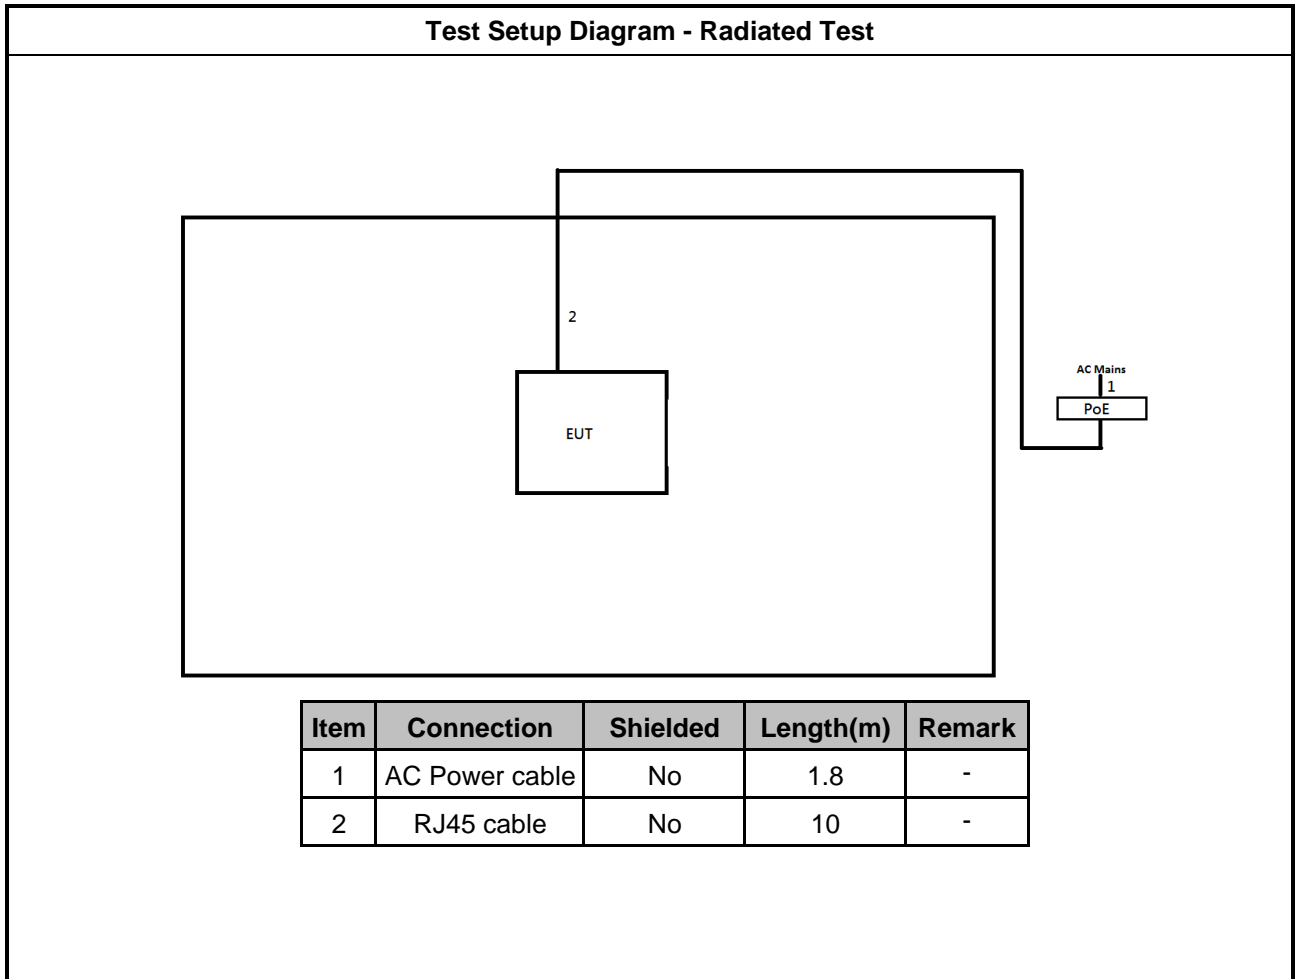 Test Setup Diagram - Radiated Test
2
AC Mains
1
PoE
EUT
Item Connection Shielded Length(m) Remark
1 AC Power cable No 1.8 -
2 RJ45 cable No 10 -